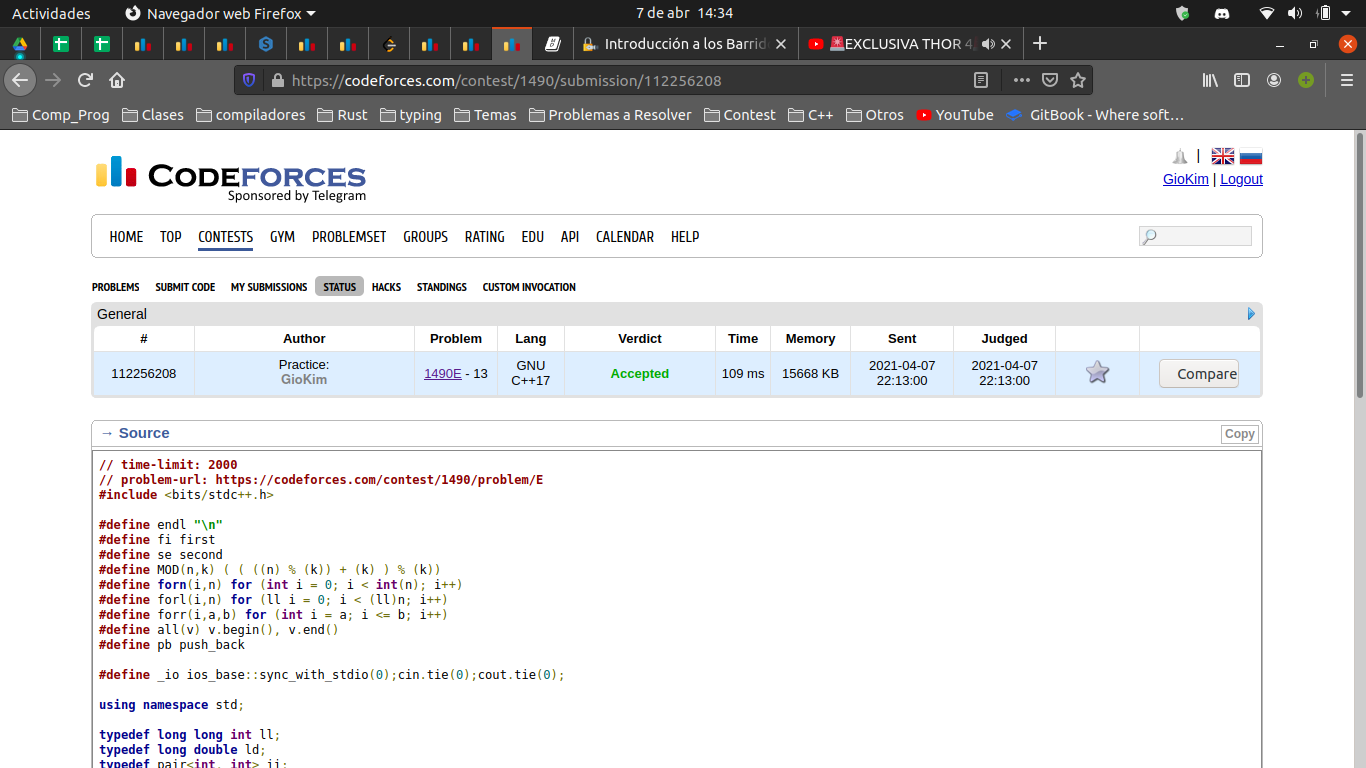 Actividades Navegador web Firefox 7 de abr 14:34
Introducción a los Barrid EXCLUSIVA THOR 4
https://codeforces.com/contest/1490/submission/112256208
Comp_Prog Clases compiladores Rust typing Temas Problemas a Resolver Contest C++ Otros YouTube GitBook - Where soft…
CODEFORCES
Sponsored by Telegram
|
GioKim | Logout
HOME TOP CONTESTS GYM PROBLEMSET GROUPS RATING EDU API CALENDAR HELP
PROBLEMS SUBMIT CODE MY SUBMISSIONS STATUS HACKS STANDINGS CUSTOM INVOCATION
General
# Author Problem Lang Verdict Time Memory Sent Judged
112256208 Practice: GioKim 1490E - 13 GNU C++17 Accepted 109 ms 15668 KB 2021-04-07 22:13:00 2021-04-07 22:13:00 Compare
→ Source Copy
// time-limit: 2000
// problem-url: https://codeforces.com/contest/1490/problem/E
#include <bits/stdc++.h>
#define endl "\n"
#define fi first
#define se second
#define MOD(n,k) ( ( ((n) % (k)) + (k) ) % (k))
#define forn(i,n) for (int i = 0; i < int(n); i++)
#define forl(i,n) for (ll i = 0; i < (ll)n; i++)
#define forr(i,a,b) for (int i = a; i <= b; i++)
#define all(v) v.begin(), v.end()
#define pb push_back
#define _io ios_base::sync_with_stdio(0);cin.tie(0);cout.tie(0);
using namespace std;
typedef long long int ll;
typedef long double ld;
typedef pair<int, int> ii;